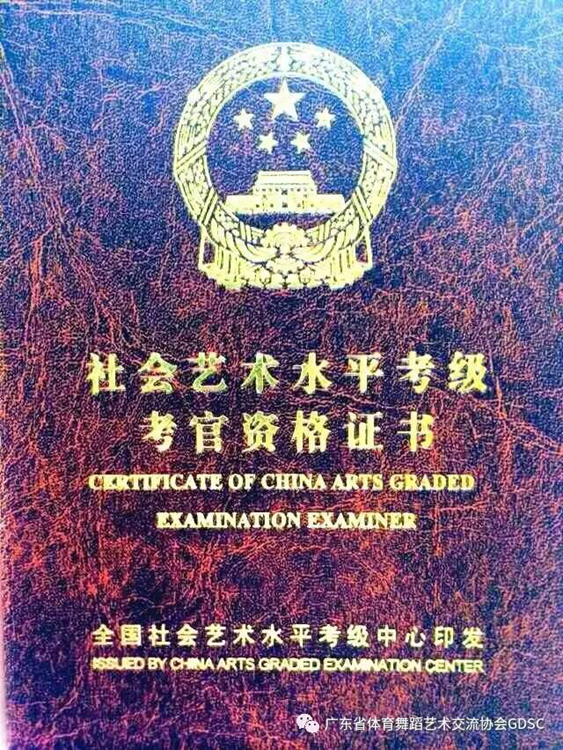 社会艺术水平考级
考官资格证书
CERTIFICATE OF CHINA ARTS GRADED
EXAMINATION EXAMINER
全国社会艺术水平考级中心印发
ISSUED BY CHINA ARTS GRADED EXAMINATION CENTER
广东省体育舞蹈艺术交流协会GDSC